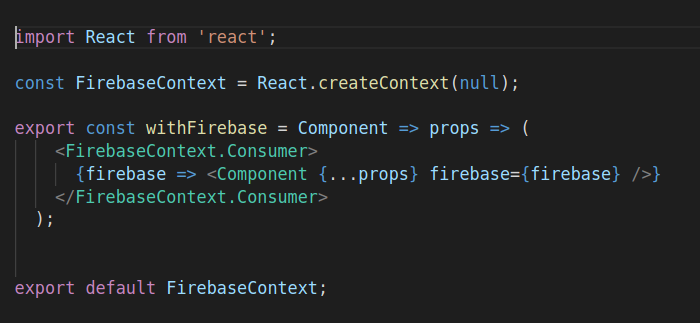 import React from 'react';
const FirebaseContext = React.createContext(null);
export const withFirebase = Component => props => (
<FirebaseContext.Consumer>
{firebase => <Component {...props} firebase={firebase} />}
</FirebaseContext.Consumer>
);
export default FirebaseContext;